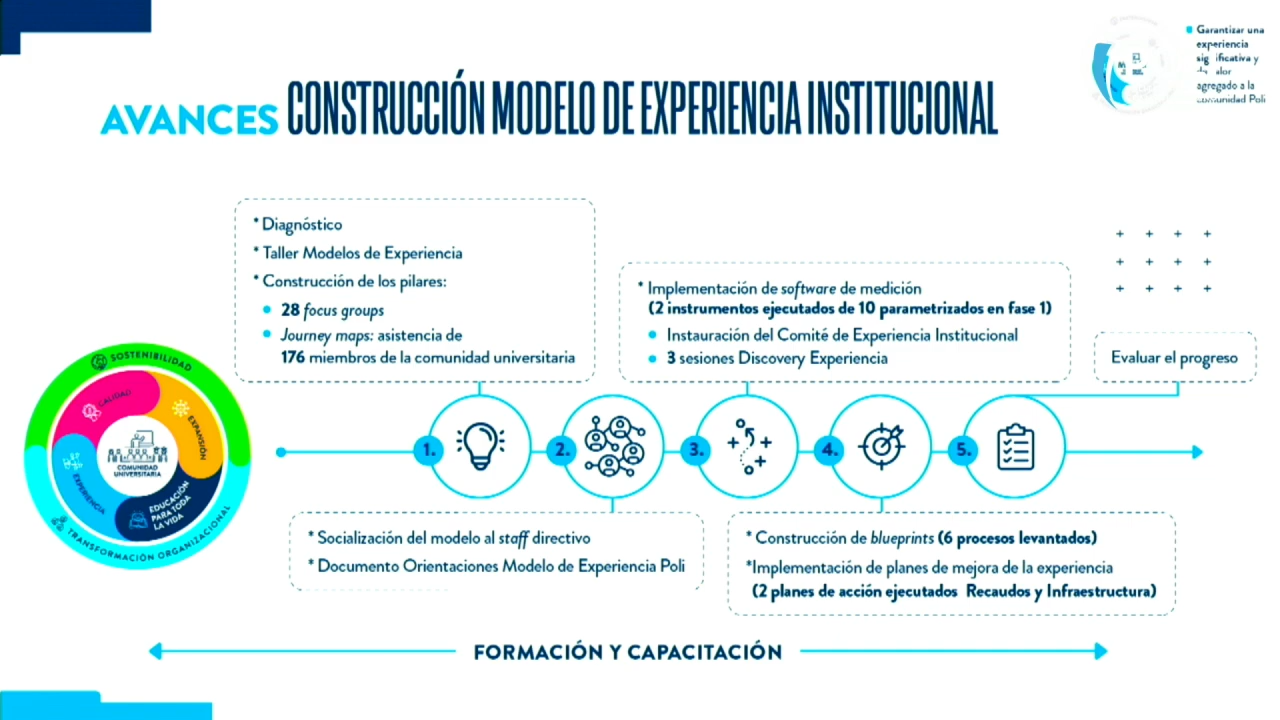 Garantizar una
experiencia
y
agregado a la
comunidad Poli
AVANCES CONSTRUCCIÓN MODELO DE EXPERIENCIA INSTITUCIONAL
* Diagnóstico
* Taller Modelos de Experiencia
* Construcción de los pilares:
• 28 focus groups
• Journey maps: asistencia de
176 miembros de la comunidad universitaria
* Implementación de software de medición
(2 instrumentos ejecutados de 10 parametrizados en fase 1)
• Instauración del Comité de Experiencia Institucional
• 3 sesiones Discovery Experiencia
Evaluar el progreso
SOSTENIBILIDAD
CALIDAD
EXPANSIÓN
COMUNIDAD
UNIVERSITARIA
EXPERIENCIA
EDUCACIÓN
PARA TODA
LA VIDA
TRANSFORMACIÓN ORGANIZACIONAL
1.
2.
3.
4.
5.
* Socialización del modelo al staff directivo
* Documento Orientaciones Modelo de Experiencia Poli
* Construcción de blueprints (6 procesos levantados)
*Implementación de planes de mejora de la experiencia
(2 planes de acción ejecutados Recaudos y Infraestructura)
FORMACIÓN Y CAPACITACIÓN